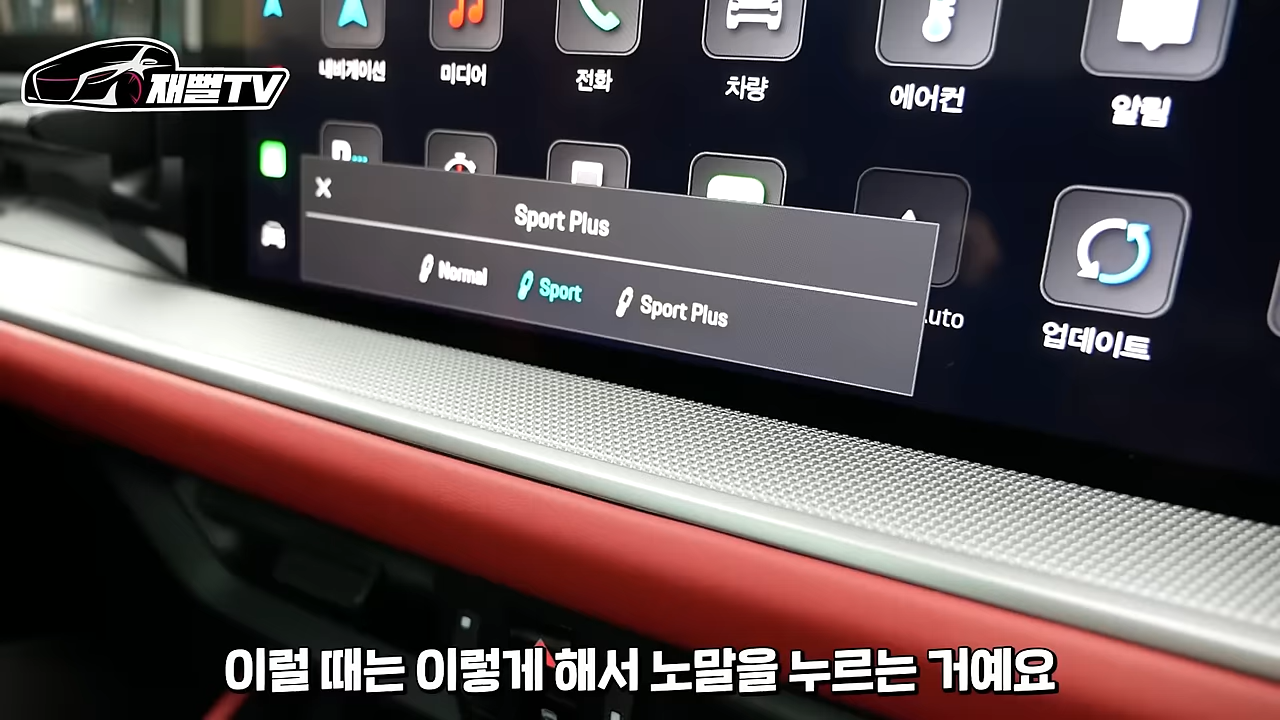 재뻘TV
내비게이션
미디어
전화
차량
에어컨
알림
Sport Plus
Normal
Sport
Sport Plus
Auto
업데이트
이럴 때는 이렇게 해서 노말을 누르는 거예요